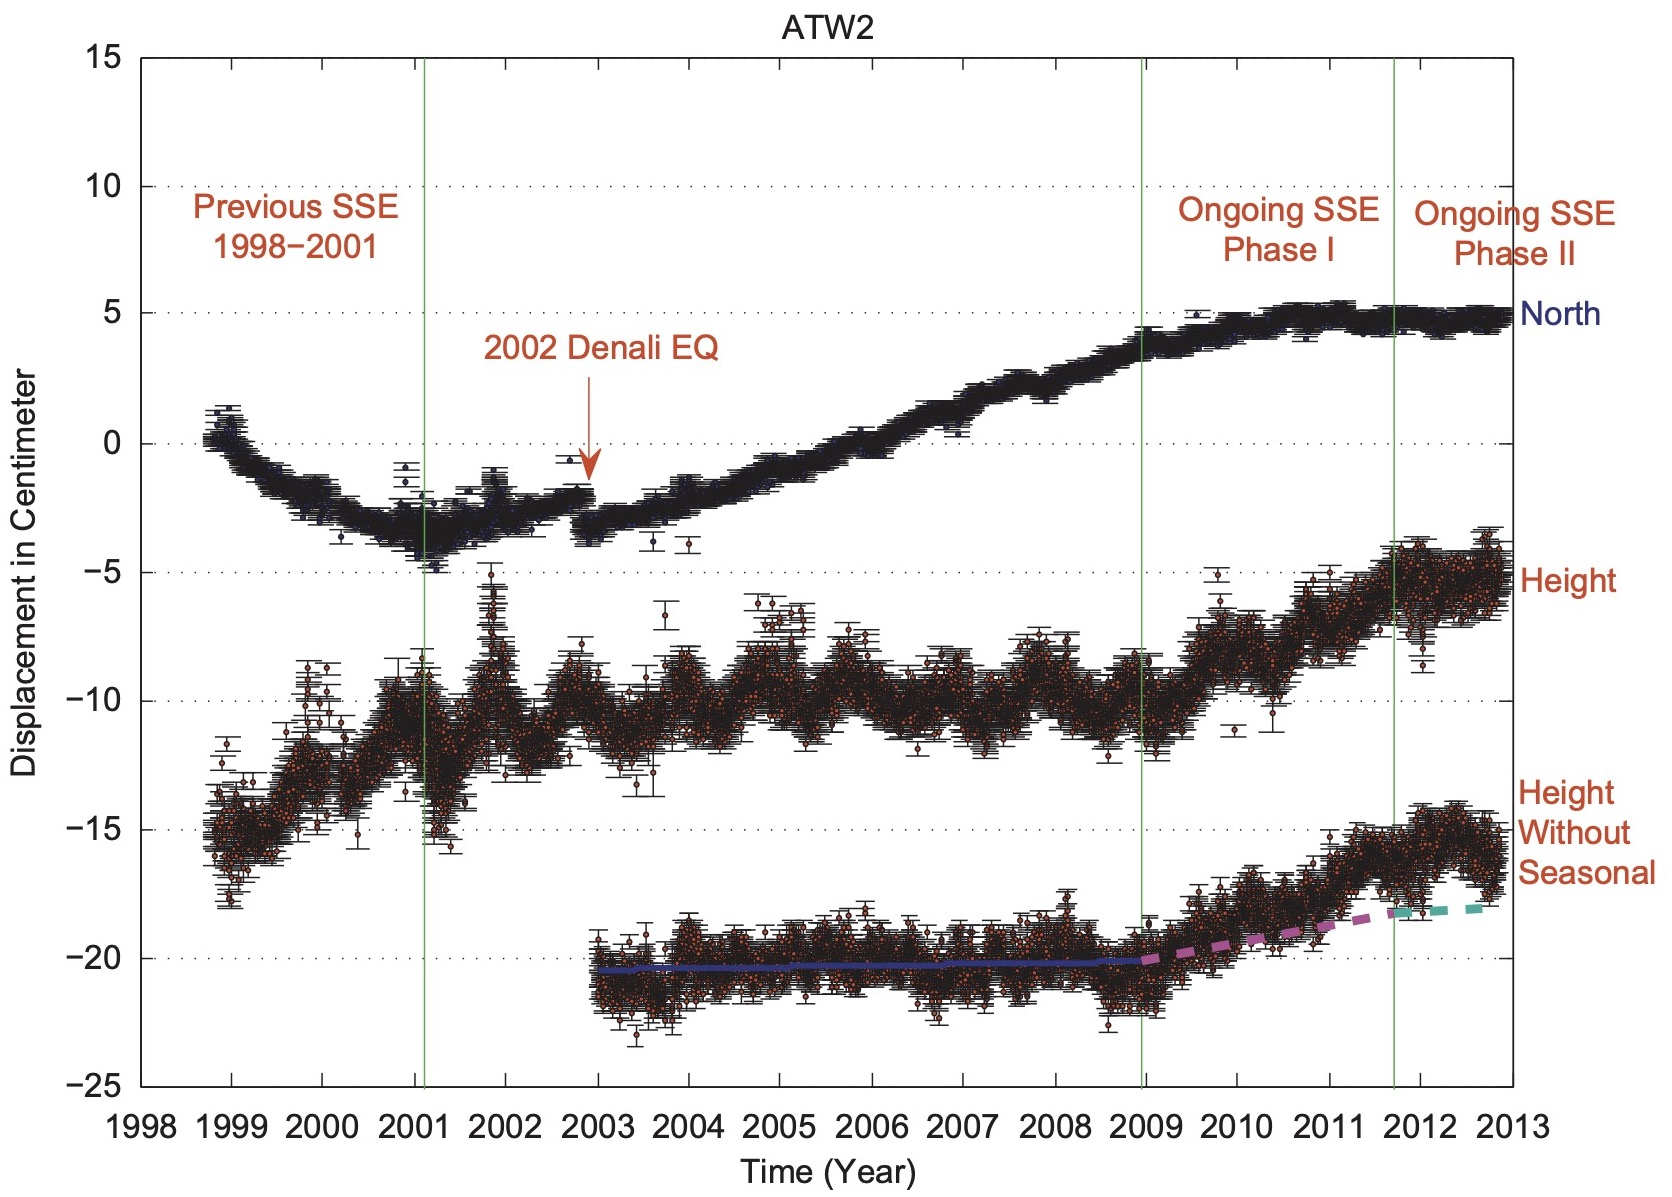 ATW2
15
10
5
0
−5
−10
−15
−20
−25
Displacement in Centimeter
Previous SSE
1998−2001
2002 Denali EQ
Ongoing SSE
Phase I
Ongoing SSE
Phase II
North
Height
Height
Without
Seasonal
1998 1999 2000 2001 2002 2003 2004 2005 2006 2007 2008 2009 2010 2011 2012 2013
Time (Year)